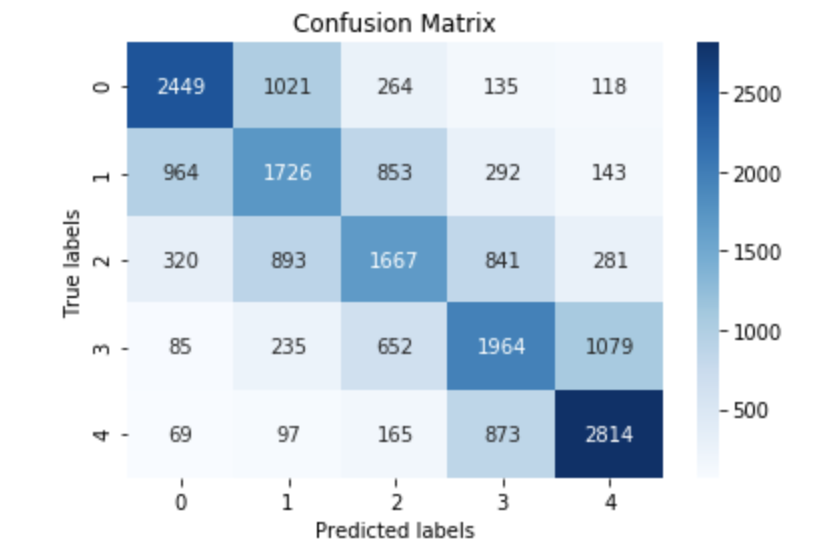 Confusion Matrix
0 2449 1021 264 135 118
1 964 1726 853 292 143
2 320 893 1667 841 281
3 85 235 652 1964 1079
4 69 97 165 873 2814
0 1 2 3 4
Predicted labels
True labels
2500
2000
1500
1000
500